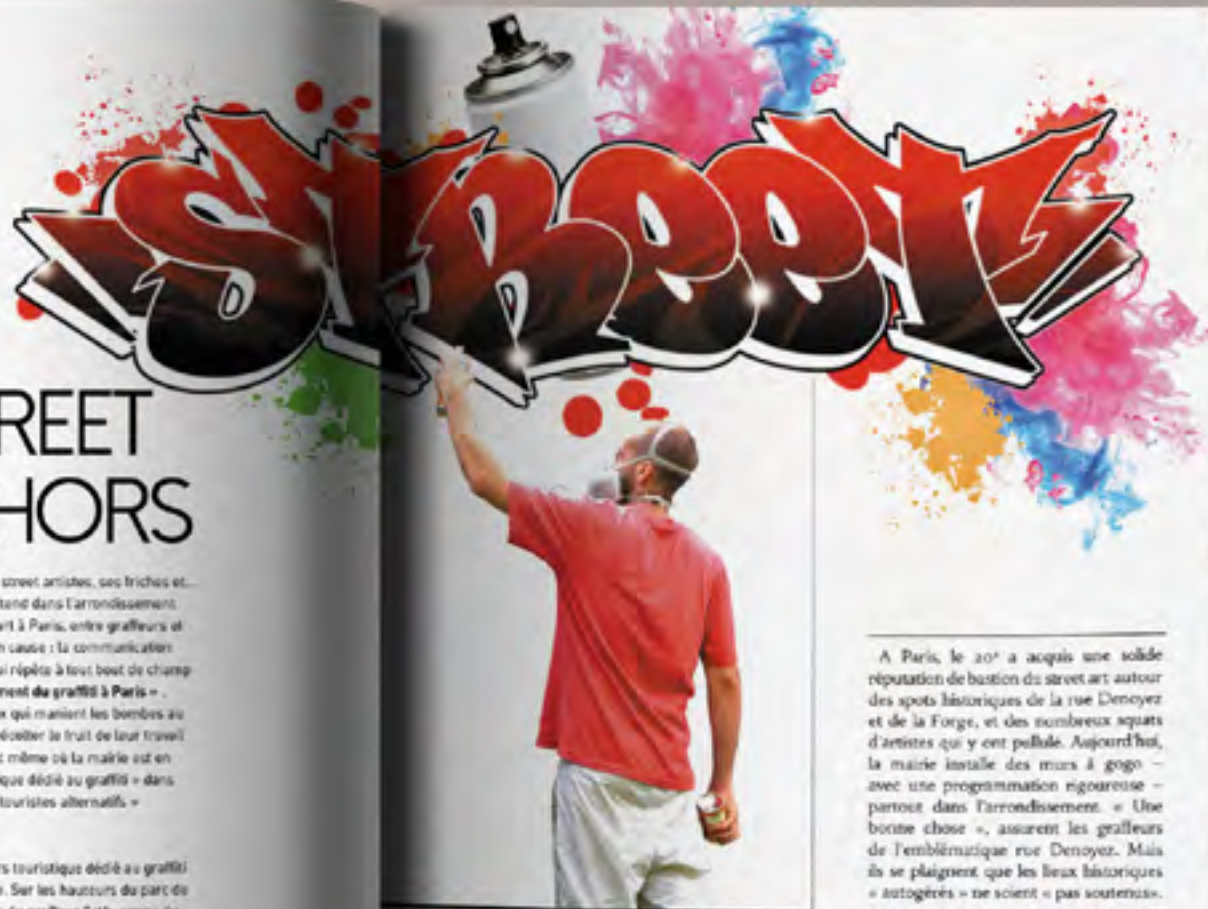 STREET
REET
HORS
street artistes, ses friches et...
tend dans l'arrondissement
art à Paris, entre graffeurs et
n cause : la communication
ui répète à tout bout de champ
ment du graffiti à Paris » .
x qui manient les bombes au
récolter le fruit de leur travail
t même où la mairie est en
ique dédié au graffiti » dans
touristes alternatifs »
rs touristique dédié au graffiti
». Sur les hauteurs du parc de
A Paris, le 20ᵉ a acquis une solide
réputation de bastion du street art autour
des spots historiques de la rue Denoyez
et de la Forge, et des nombreux squats
d'artistes qui y ont pullulé. Aujourd'hui,
la mairie installe des murs à gogo –
avec une programmation rigoureuse –
partout dans l'arrondissement. « Une
bonne chose », assurent les graffeurs
de l'emblématique rue Denoyez. Mais
ils se plaignent que les lieux historiques
« autogérés » ne soient « pas soutenus».